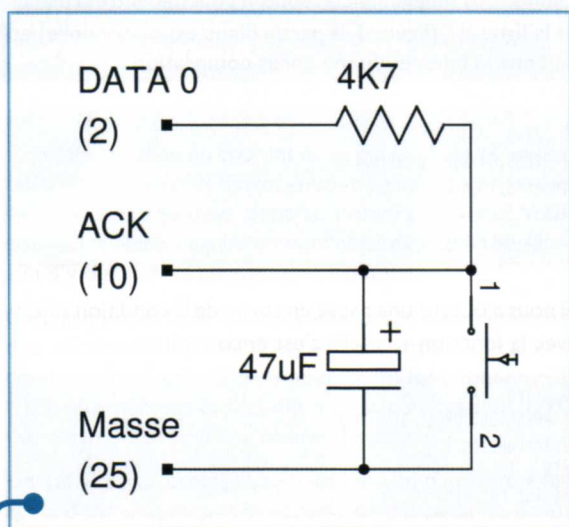 DATA 0
(2)
4K7
ACK
(10)
1
+
47uF
2
Masse
(25)